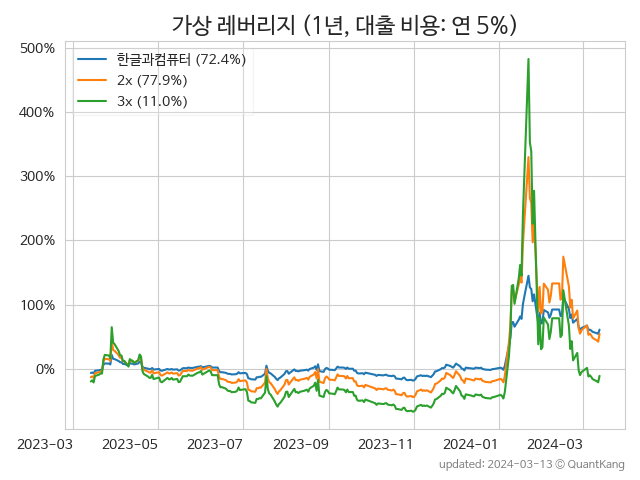 가상 레버리지 (1년, 대출 비용: 연 5%)
500%
400%
300%
200%
100%
0%
한글과컴퓨터 (72.4%)
2x (77.9%)
3x (11.0%)
2023-03 2023-05 2023-07 2023-09 2023-11 2024-01 2024-03
updated: 2024-03-13 ⓒ QuantKang